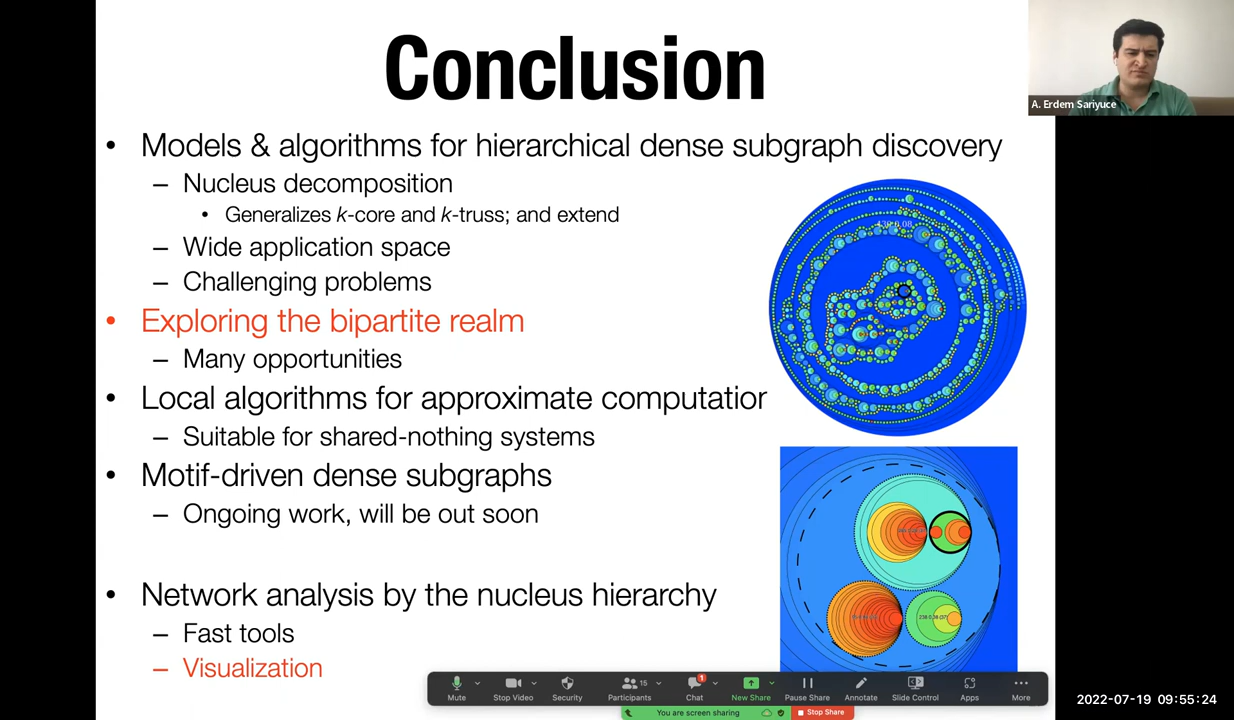 Conclusion
A. Erdem Sariyuce
• Models & algorithms for hierarchical dense subgraph discovery
– Nucleus decomposition
• Generalizes k-core and k-truss; and extend
– Wide application space
– Challenging problems
• Exploring the bipartite realm
– Many opportunities
• Local algorithms for approximate computation
– Suitable for shared-nothing systems
• Motif-driven dense subgraphs
– Ongoing work, will be out soon
• Network analysis by the nucleus hierarchy
– Fast tools
– Visualization
Mute Stop Video Security Participants 15 Chat 1 New Share Pause Share Annotate Slide Control Apps More
You are screen sharing Stop Share
2022-07-19 09:55:24